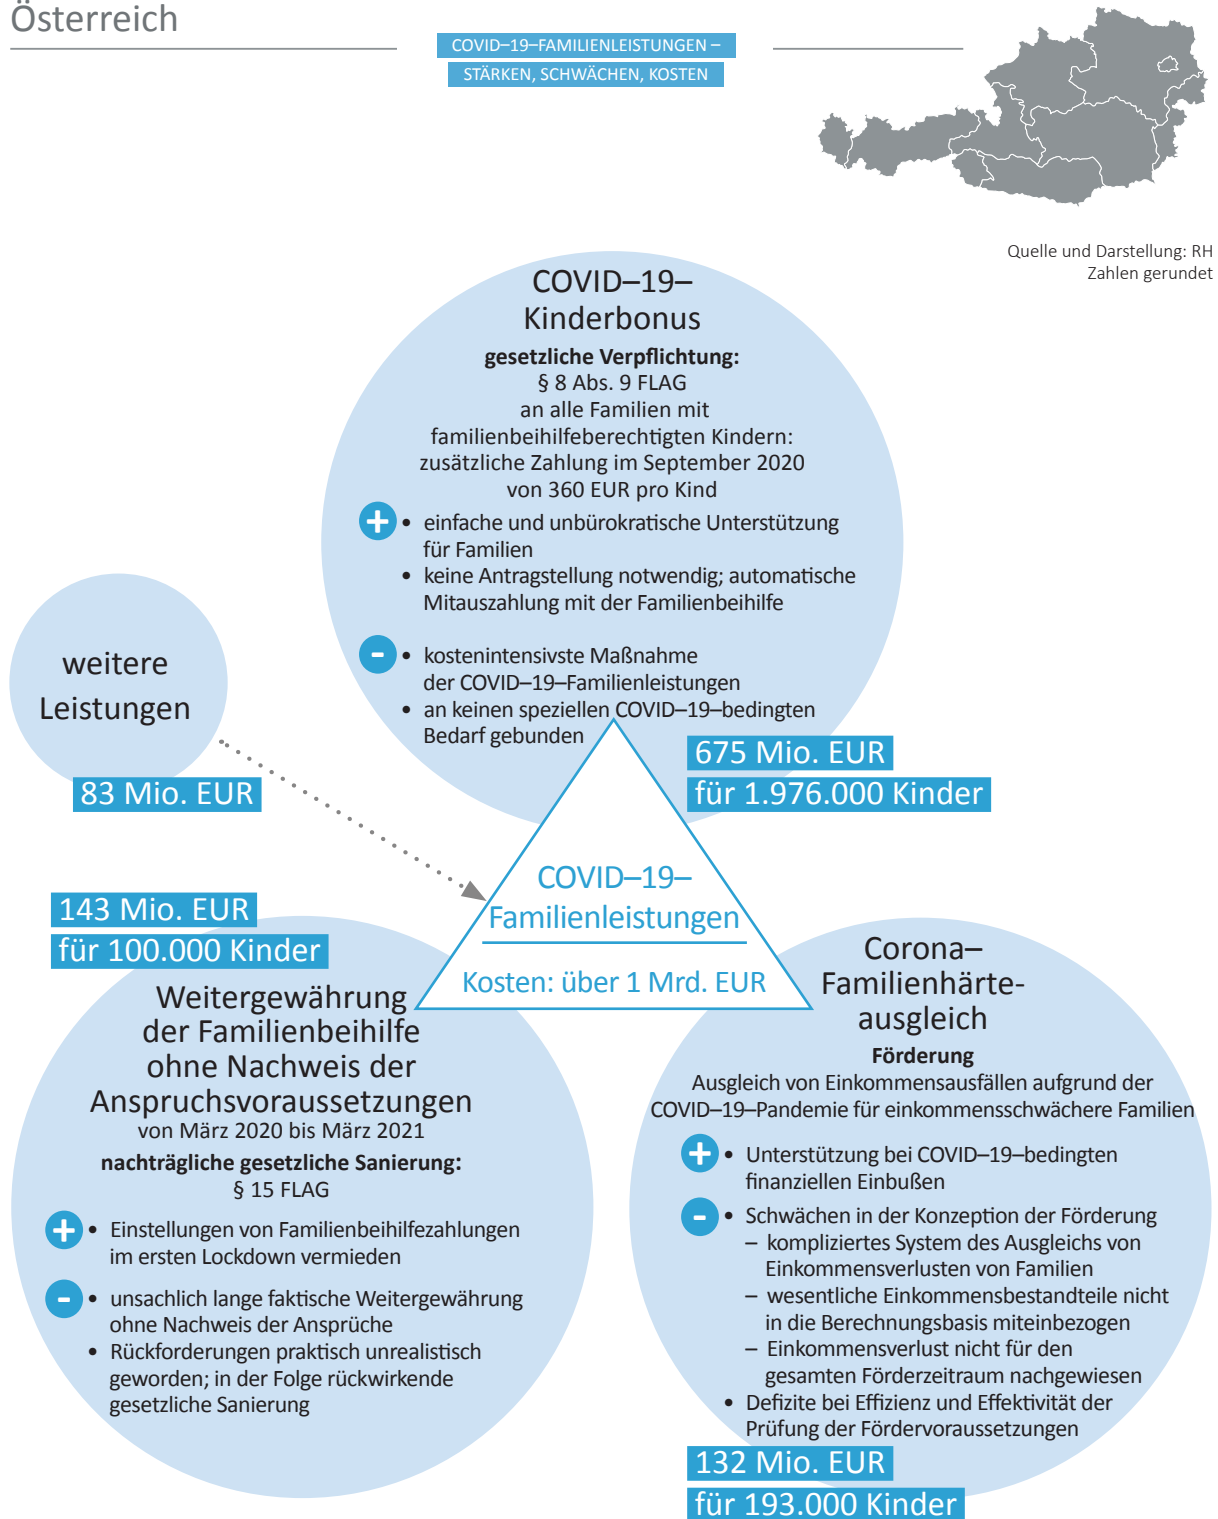 Österreich
COVID–19–FAMILIENLEISTUNGEN –
STÄRKEN, SCHWÄCHEN, KOSTEN
Quelle und Darstellung: RH
Zahlen gerundet
COVID–19–
Kinderbonus
gesetzliche Verpflichtung:
§ 8 Abs. 9 FLAG
an alle Familien mit
familienbeihilfeberechtigten Kindern:
zusätzliche Zahlung im September 2020
von 360 EUR pro Kind
+
• einfache und unbürokratische Unterstützung
für Familien
• keine Antragstellung notwendig; automatische
Mitauszahlung mit der Familienbeihilfe
-
• kostenintensivste Maßnahme
der COVID–19–Familienleistungen
• an keinen speziellen COVID–19–bedingten
Bedarf gebunden
675 Mio. EUR
für 1.976.000 Kinder
weitere
Leistungen
83 Mio. EUR
COVID–19–
Familienleistungen
Kosten: über 1 Mrd. EUR
143 Mio. EUR
für 100.000 Kinder
Weitergewährung
der Familienbeihilfe
ohne Nachweis der
Anspruchsvoraussetzungen
von März 2020 bis März 2021
nachträgliche gesetzliche Sanierung:
§ 15 FLAG
+
• Einstellungen von Familienbeihilfezahlungen
im ersten Lockdown vermieden
-
• unsachlich lange faktische Weitergewährung
ohne Nachweis der Ansprüche
• Rückforderungen praktisch unrealistisch
geworden; in der Folge rückwirkende
gesetzliche Sanierung
Corona–
Familienhärte-
ausgleich
Förderung
Ausgleich von Einkommensausfällen aufgrund der
COVID–19–Pandemie für einkommensschwächere Familien
+
• Unterstützung bei COVID–19–bedingten
finanziellen Einbußen
-
• Schwächen in der Konzeption der Förderung
– kompliziertes System des Ausgleichs von
Einkommensverlusten von Familien
– wesentliche Einkommensbestandteile nicht
in die Berechnungsbasis miteinbezogen
– Einkommensverlust nicht für den
gesamten Förderzeitraum nachgewiesen
• Defizite bei Effizienz und Effektivität der
Prüfung der Fördervoraussetzungen
132 Mio. EUR
für 193.000 Kinder